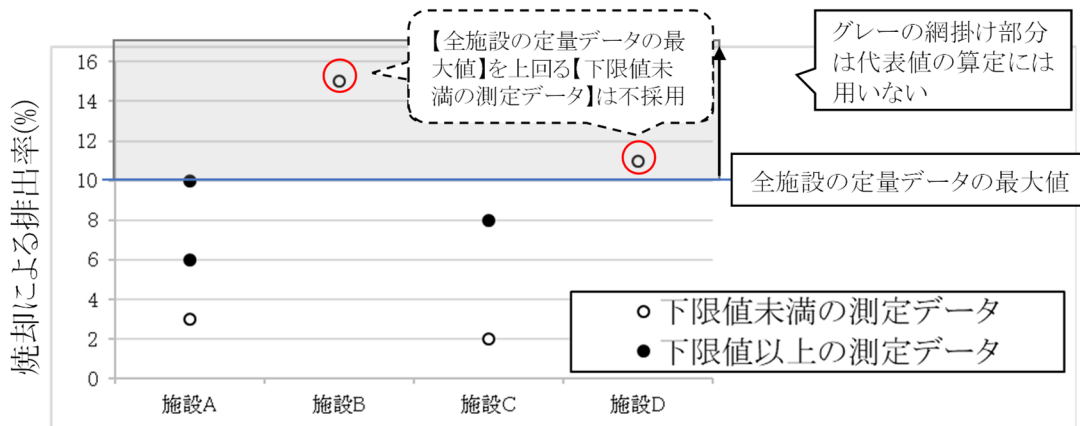 【全施設の定量データの最
大値】を上回る【下限値未
満の測定データ】は不採用
グレーの網掛け部分
は代表値の算定には
用いない
全施設の定量データの最大値
焼却による排出率(%)
16
14
12
10
8
6
4
2
0
施設A
施設B
施設C
施設D
下限値未満の測定データ
下限値以上の測定データ